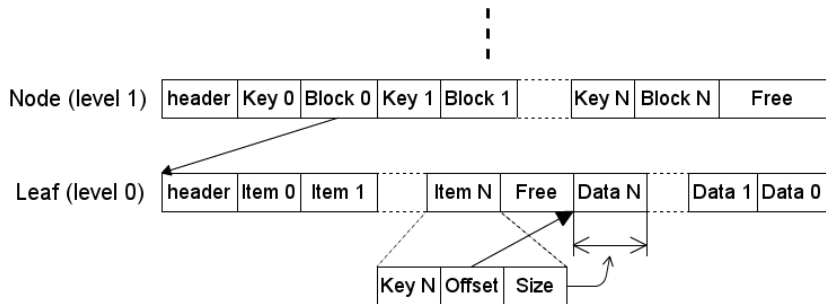 Node (level 1) header Key 0 Block 0 Key 1 Block 1 Key N Block N Free
Leaf (level 0) header Item 0 Item 1 Item N Free Data N Data 1 Data 0
Key N Offset Size